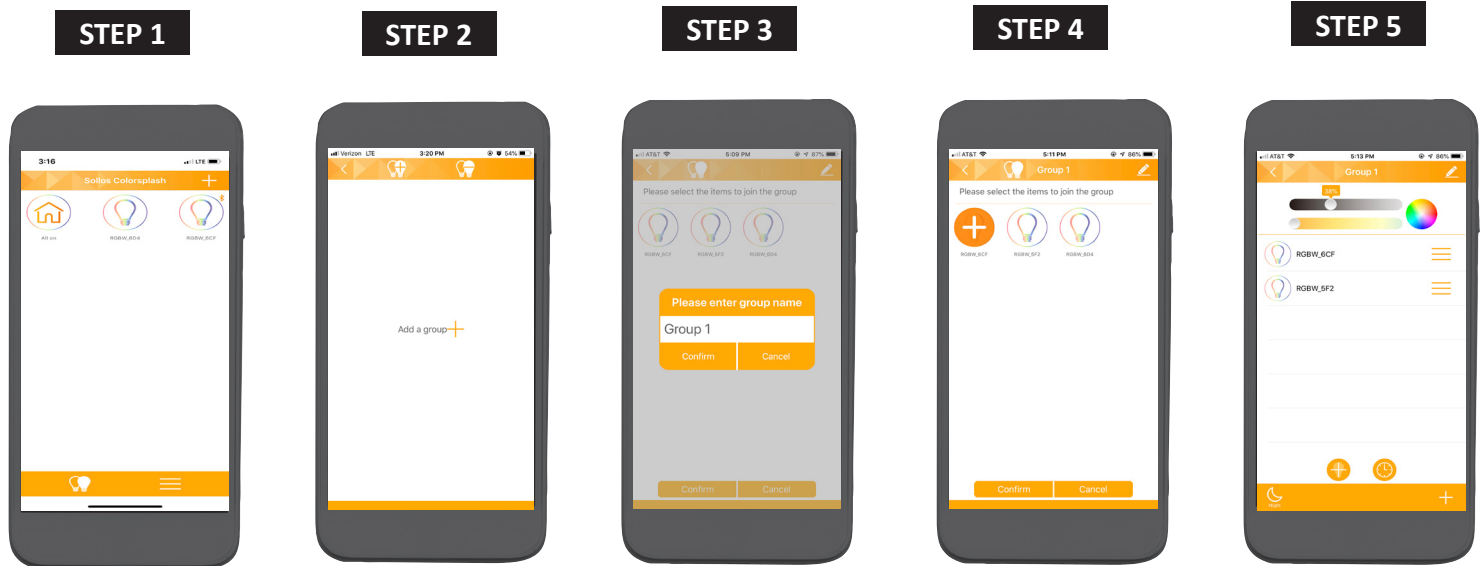 STEP 1
STEP 2
STEP 3
STEP 4
STEP 5
3:16
LTE
Solios Colorsplash
All on
RGBW_6D4
RGBW_6CF
Verizon LTE
3:20 PM
54%
Add a group
AT&T
5:09 PM
87%
Please select the items to join the group
RGBW_6CF
RGBW_5F2
RGBW_6D4
Please enter group name
Group 1
Confirm
Cancel
Confirm
Cancel
AT&T
5:11 PM
86%
Group 1
Please select the items to join the group
RGBW_6CF
RGBW_5F2
RGBW_6D4
Confirm
Cancel
AT&T
5:13 PM
86%
Group 1
38%
RGBW_6CF
RGBW_5F2
Night